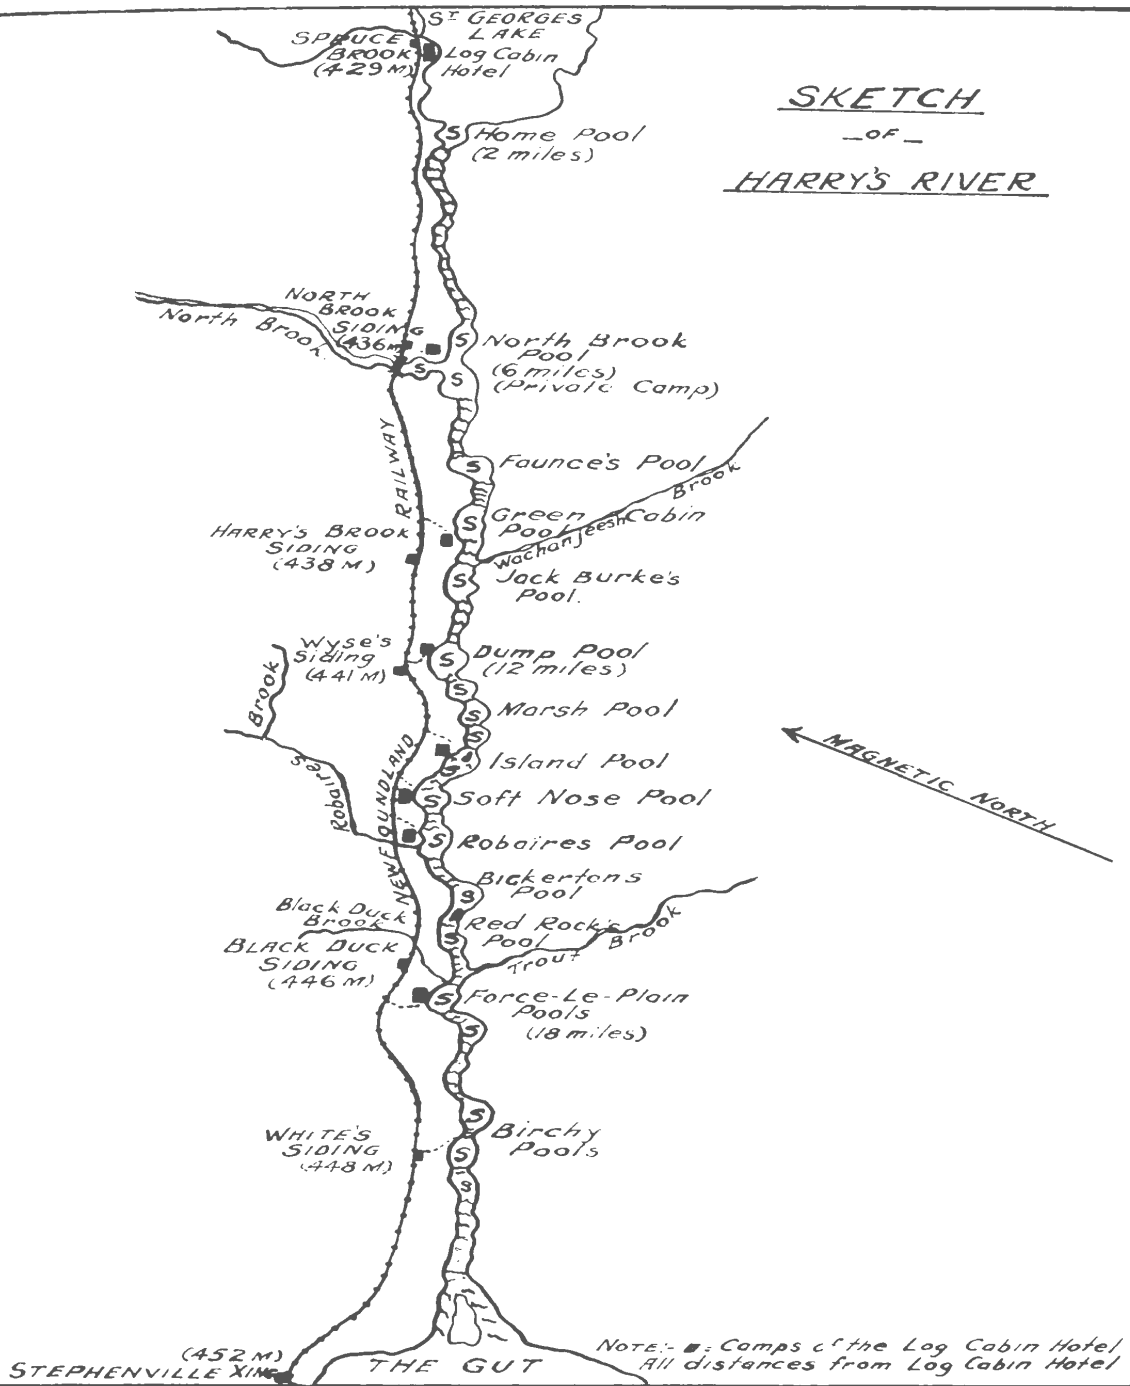 ST GEORGES
LAKE
SPRUCE
BROOK
(429 M)
Log Cabin
Hotel
SKETCH
_ OF _
HARRY'S RIVER
Home Pool
(2 miles)
NORTH
BROOK
SIDING
(436 M)
North Brook
North Brook
Pool
(6 miles)
(Private Camp)
RAILWAY
Faunce's Pool
Green Cabin
Pool
Wachanjeesh Brook
HARRY'S BROOK
SIDING
(438 M)
Jack Burke's
Pool.
Wyse's
Siding
(441 M)
Dump Pool
(12 miles)
Brook
Marsh Pool
MAGNETIC NORTH
Island Pool
Robaires
NEWFOUNDLAND
Soft Nose Pool
Robaires Pool
Bickertons
Pool
Black Duck
Brook
Red Rock's
Pool
Trout Brook
BLACK DUCK
SIDING
(446 M)
Force-Le-Plain
Pools
(18 miles)
WHITE'S
SIDING
(448 M)
Birchy
Pools
(452 M)
STEPHENVILLE XING
THE GUT
NOTE:- ■: Camps of the Log Cabin Hotel
All distances from Log Cabin Hotel